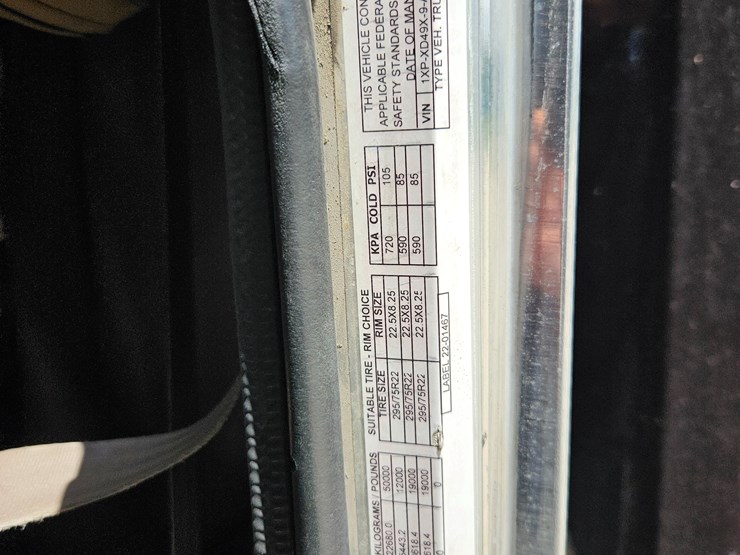 KILOGRAMS / POUNDS
22680.0 50000
5443.2 12000
8618.4 19000
8618.4 19000
0
SUITABLE TIRE - RIM CHOICE
TIRE SIZE RIM SIZE
295/75R22 22.5X8.25
295/75R22 22.5X8.25
295/75R22 22.5X8.25
LABEL 22-01467
KPA COLD PSI
720 105
590 85
590 85
THIS VEHICLE CON
APPLICABLE FEDERA
SAFETY STANDARDS
DATE OF MAN
VIN 1XP-XD49X-9-
TYPE VEH. TRU